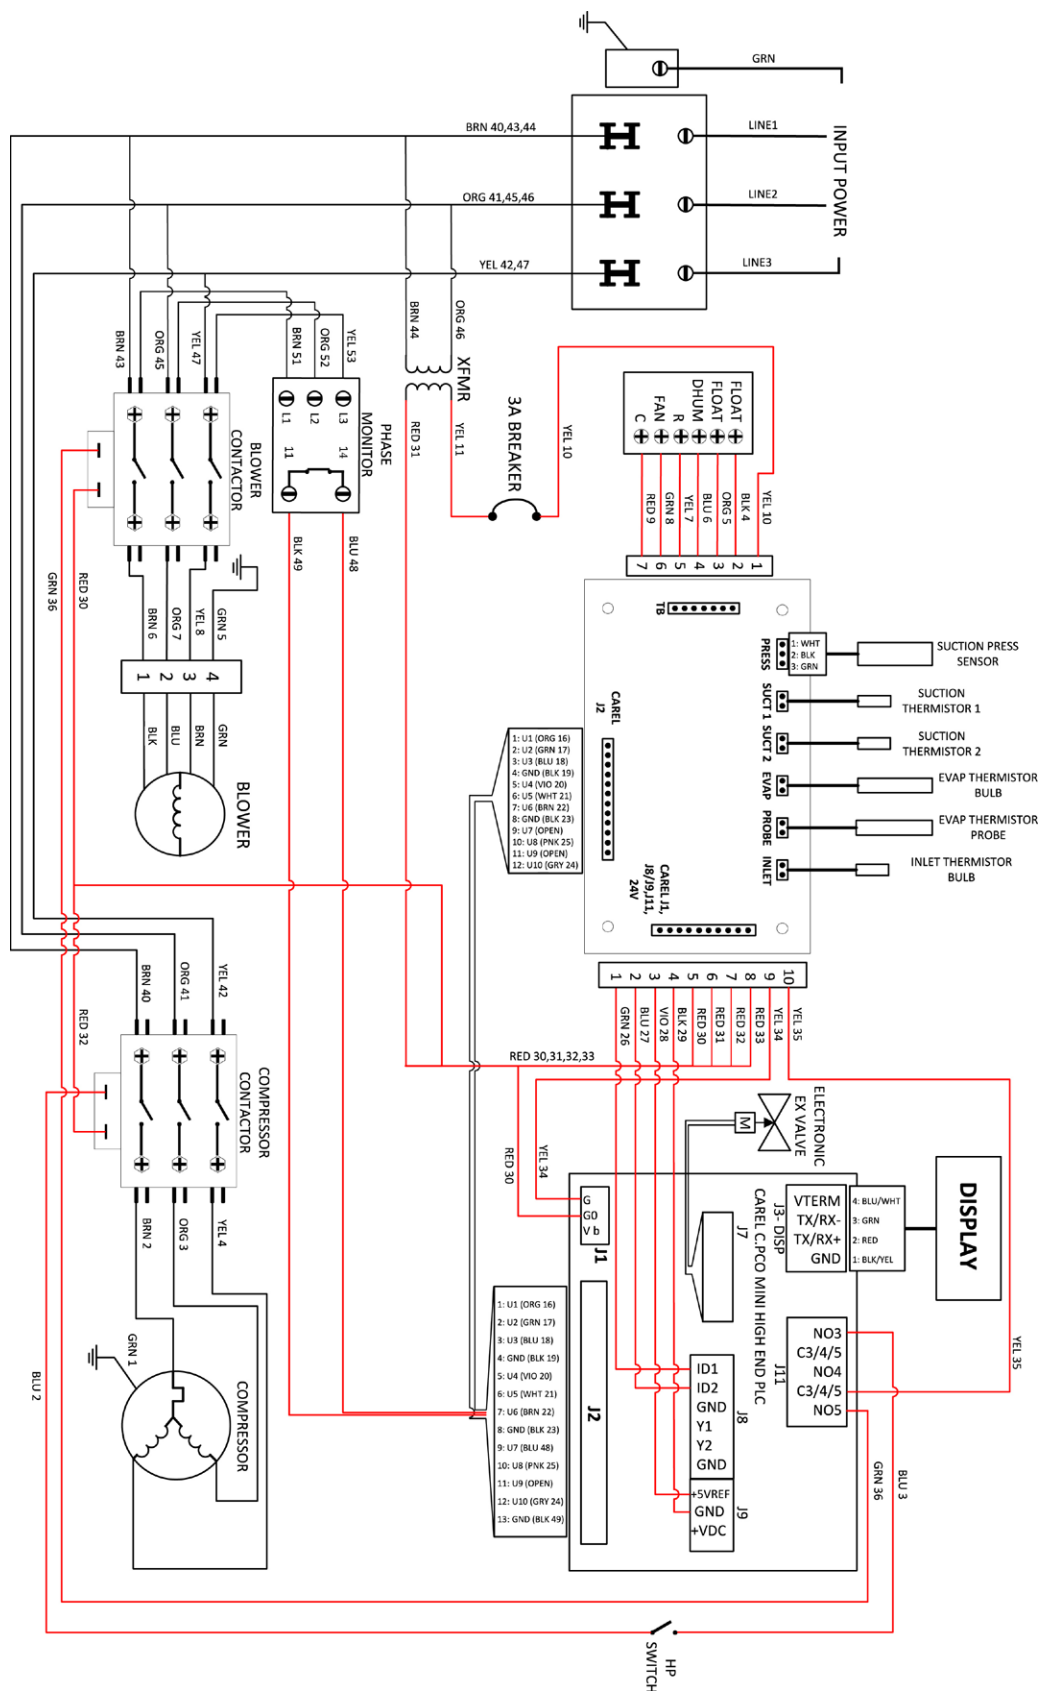 GRN
BRN 40,43,44
LINE1
ORG 41,45,46
LINE2
YEL 42,47
LINE3
INPUT POWER
BRN 43
ORG 45
YEL 47
BRN 51
ORG 52
YEL 53
BRN 44
ORG 46
XFMR
RED 31
YEL 11
3A BREAKER
YEL 10
L1
L2
L3
11
14
PHASE
MONITOR
BLOWER
CONTACTOR
GRN 36
RED 30
BLK 49
BLU 48
C
FAN
R
DHUM
FLOAT
FLOAT
RED 9
GRN 8
YEL 7
BLU 6
ORG 5
BLK 4
YEL 10
7
6
5
4
3
2
1
TB
BRN 6
ORG 7
YEL 8
GRN 5
1
2
3
4
BLK
BLU
BRN
GRN
BLOWER
PRESS
1: WHT
2: BLK
3: GRN
SUCTION PRESS
SENSOR
SUCT 1
SUCTION
THERMISTOR 1
SUCT 2
SUCTION
THERMISTOR 2
EVAP
EVAP THERMISTOR
BULB
PROBE
EVAP THERMISTOR
PROBE
INLET
INLET THERMISTOR
BULB
CAREL
J2
1: U1 (ORG 16)
2: U2 (GRN 17)
3: U3 (BLU 18)
4: GND (BLK 19)
5: U4 (VIO 20)
6: U5 (WHT 21)
7: U6 (BRN 22)
8: GND (BLK 23)
9: U7 (OPEN)
10: U8 (PNK 25)
11: U9 (OPEN)
12: U10 (GRY 24)
CAREL J1,
J8/J9,J11,
24V
1
2
3
4
5
6
7
8
9
10
GRN 26
BLU 27
VIO 28
BLK 29
RED 30
RED 31
RED 32
RED 33
YEL 34
YEL 35
RED 30,31,32,33
BRN 40
ORG 41
YEL 42
RED 32
COMPRESSOR
CONTACTOR
BRN 2
ORG 3
YEL 4
GRN 1
COMPRESSOR
BLU 2
RED 30
YEL 34
ELECTRONIC
EX VALVE
M
G
G0
V b
J1
J7
CAREL C.PCO MINI HIGH END PLC
J3- DISP
VTERM
TX/RX-
TX/RX+
GND
4: BLU/WHT
3: GRN
2: RED
1: BLK/YEL
DISPLAY
YEL 35
J2
1: U1 (ORG 16)
2: U2 (GRN 17)
3: U3 (BLU 18)
4: GND (BLK 19)
5: U4 (VIO 20)
6: U5 (WHT 21)
7: U6 (BRN 22)
8: GND (BLK 23)
9: U7 (BLU 48)
10: U8 (PNK 25)
11: U9 (OPEN)
12: U10 (GRY 24)
13: GND (BLK 49)
J11
NO3
C3/4/5
NO4
C3/4/5
NO5
J8
ID1
ID2
GND
Y1
Y2
GND
J9
+5VREF
GND
+VDC
GRN 36
BLU 3
HP
SWITCH